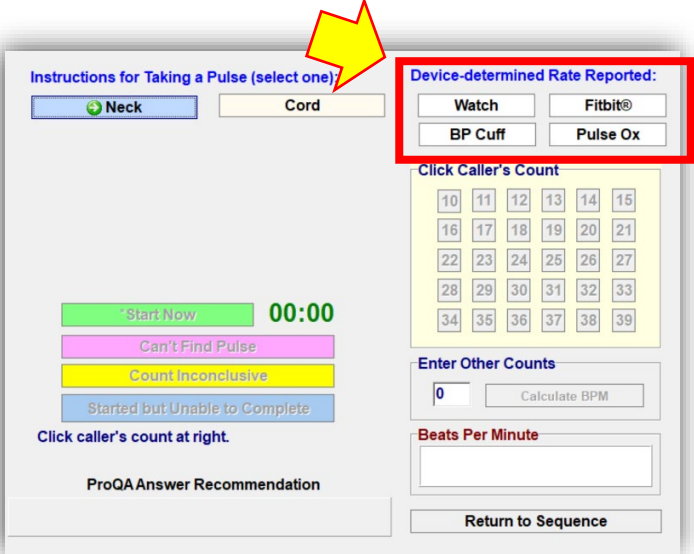 Instructions for Taking a Pulse (select one):
Neck
Cord
Device-determined Rate Reported:
Watch
Fitbit®
BP Cuff
Pulse Ox
Click Caller's Count
10 11 12 13 14 15
16 17 18 19 20 21
22 23 24 25 26 27
28 29 30 31 32 33
34 35 36 37 38 39
*Start Now
00:00
Can't Find Pulse
Count Inconclusive
Started but Unable to Complete
Click caller's count at right.
Enter Other Counts
0
Calculate BPM
Beats Per Minute
ProQA Answer Recommendation
Return to Sequence